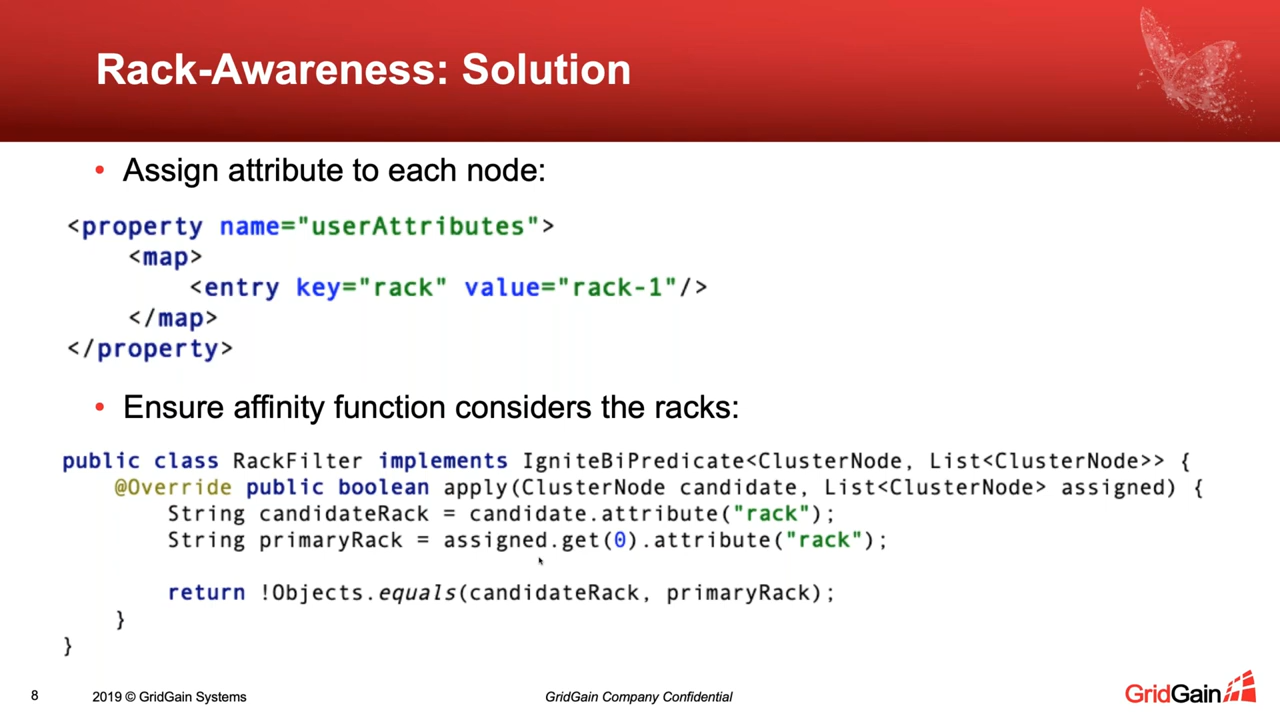 Rack-Awareness: Solution
• Assign attribute to each node:
<property name="userAttributes">
    <map>
        <entry key="rack" value="rack-1"/>
    </map>
</property>
• Ensure affinity function considers the racks:
public class RackFilter implements IgniteBiPredicate<ClusterNode, List<ClusterNode>> {
    @Override public boolean apply(ClusterNode candidate, List<ClusterNode> assigned) {
        String candidateRack = candidate.attribute("rack");
        String primaryRack = assigned.get(0).attribute("rack");
        return !Objects.equals(candidateRack, primaryRack);
    }
}
8 2019 © GridGain Systems GridGain Company Confidential GridGain